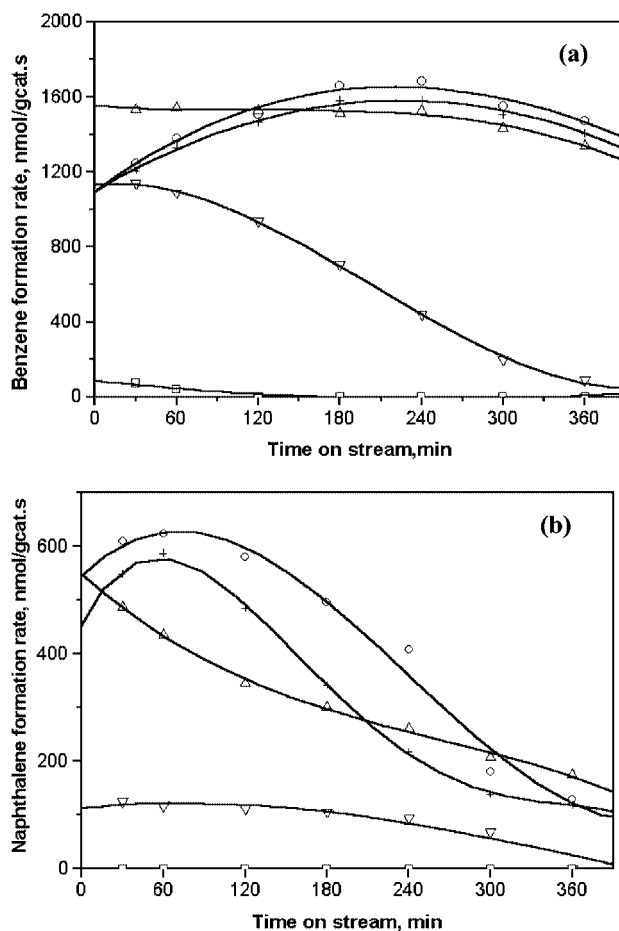 2000
1600
1200
800
400
0
Benzene formation rate, nmol/gcat.s
(a)
0 60 120 180 240 300 360
Time on stream,min
600
400
200
0
Naphthalene formation rate, nmol/gcat.s
(b)
0 60 120 180 240 300 360
Time on stream, min